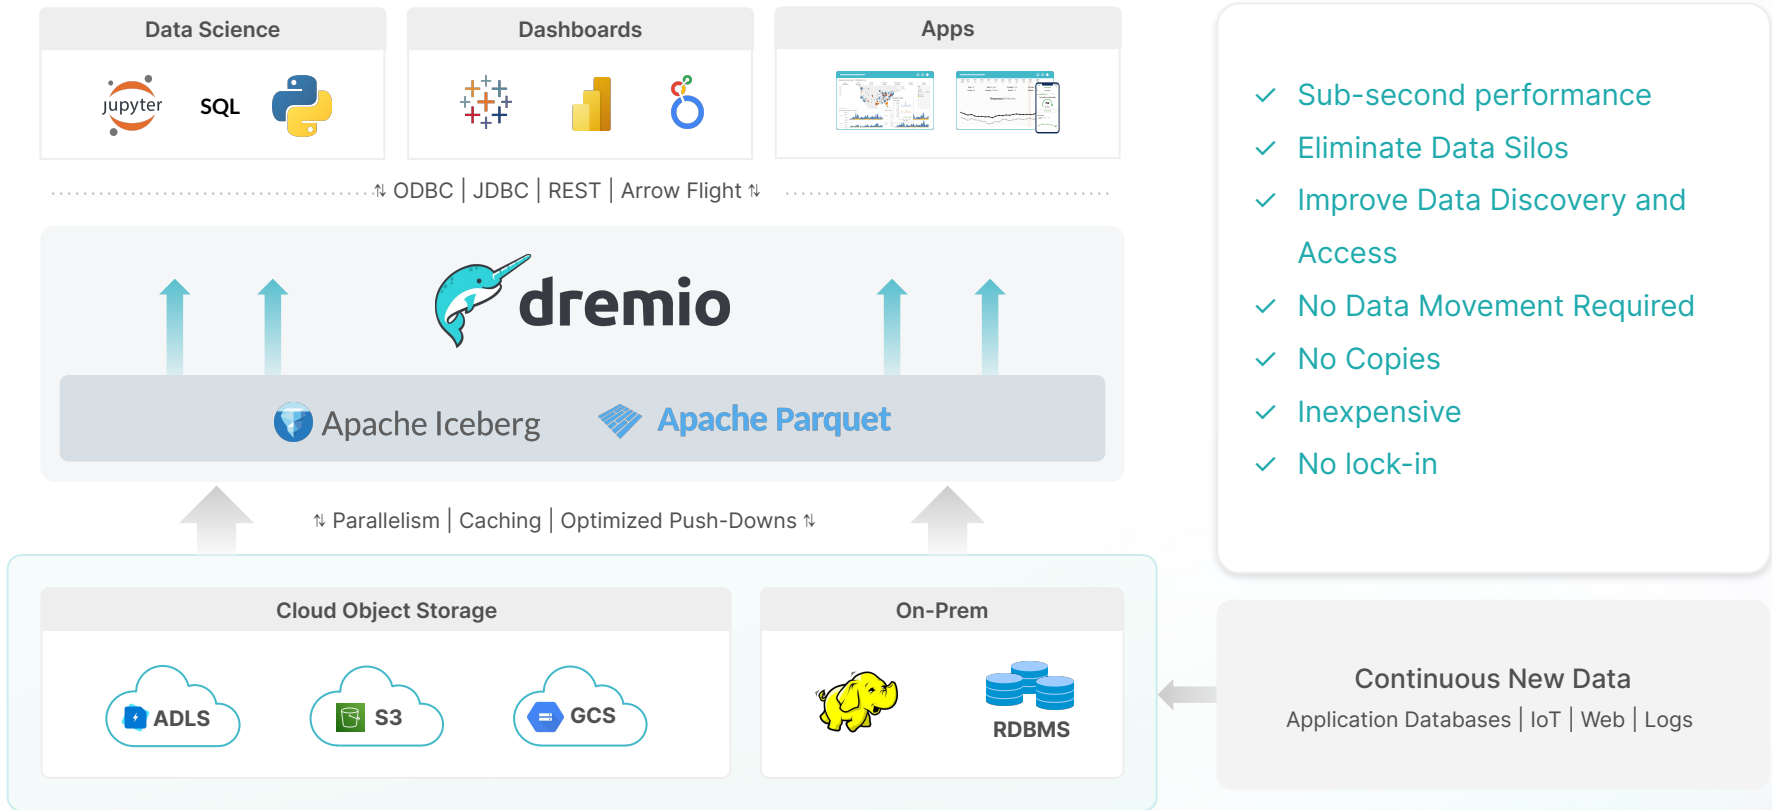 Data Science
Dashboards
Apps
jupyter
SQL
⇅ ODBC | JDBC | REST | Arrow Flight ⇅
dremio
Apache Iceberg
Apache Parquet
⇅ Parallelism | Caching | Optimized Push-Downs ⇅
Cloud Object Storage
On-Prem
ADLS
S3
GCS
RDBMS
✓ Sub-second performance
✓ Eliminate Data Silos
✓ Improve Data Discovery and
Access
✓ No Data Movement Required
✓ No Copies
✓ Inexpensive
✓ No lock-in
Continuous New Data
Application Databases | IoT | Web | Logs